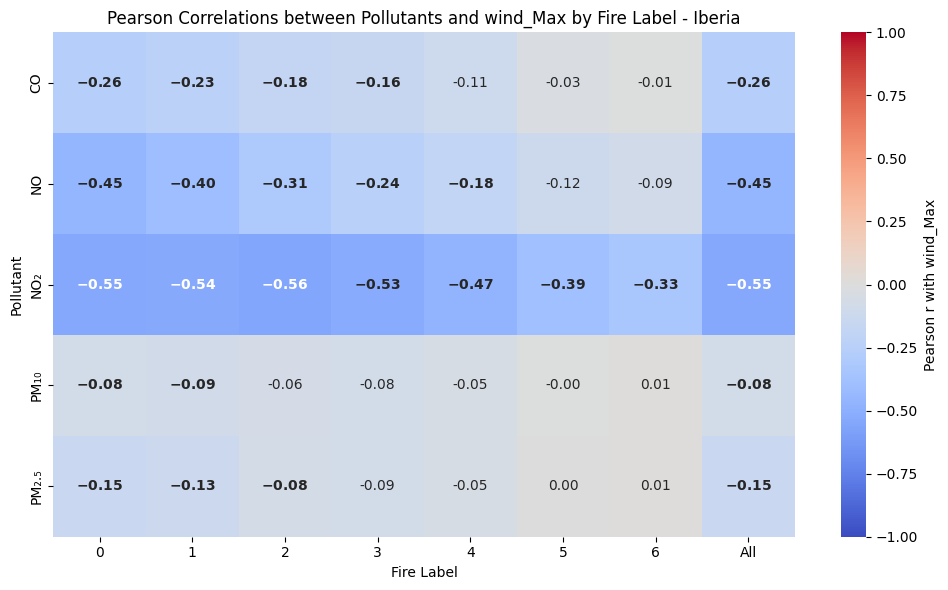 Pearson Correlations between Pollutants and wind_Max by Fire Label - Iberia
Pollutant
CO −0.26 −0.23 −0.18 −0.16 -0.11 -0.03 -0.01 −0.26
NO −0.45 −0.40 −0.31 −0.24 −0.18 -0.12 -0.09 −0.45
NO₂ −0.55 −0.54 −0.56 −0.53 −0.47 −0.39 −0.33 −0.55
PM₁₀ −0.08 −0.09 -0.06 -0.08 -0.05 -0.00 0.01 −0.08
PM₂.₅ −0.15 −0.13 −0.08 -0.09 -0.05 0.00 0.01 −0.15
0 1 2 3 4 5 6 All
Fire Label
1.00
0.75
0.50
0.25
0.00
−0.25
−0.50
−0.75
−1.00
Pearson r with wind_Max